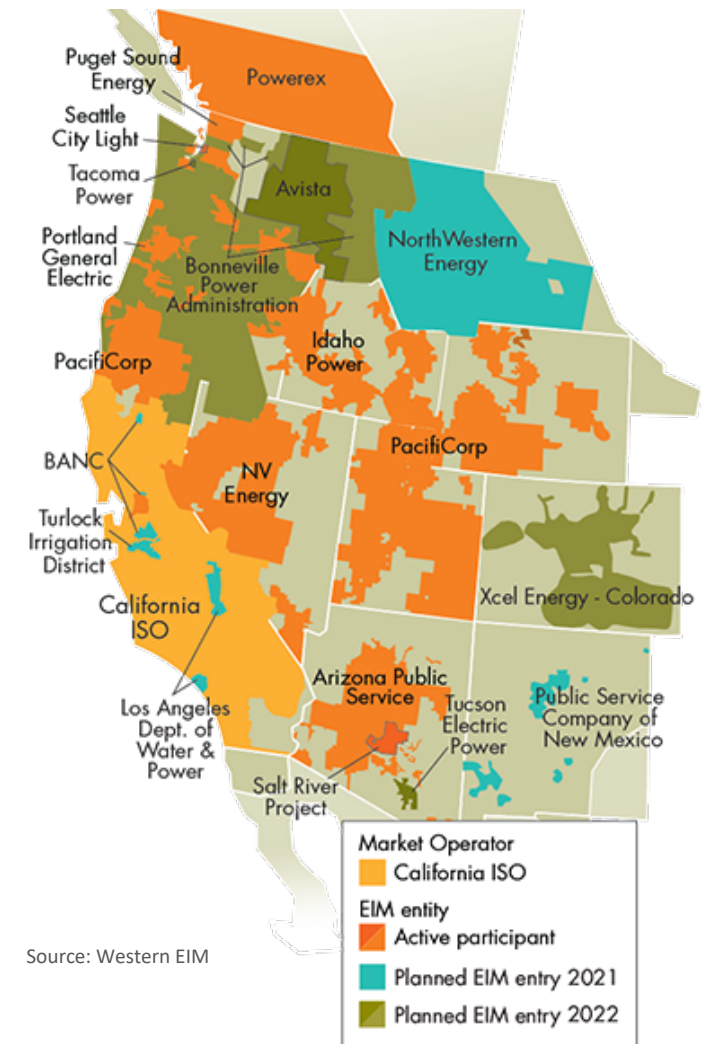 Puget Sound
Energy
Powerex
Seattle
City Light
Tacoma
Power
Avista
Portland
General
Electric
NorthWestern
Energy
Bonneville
Power
Administration
Idaho
Power
PacifiCorp
PacifiCorp
BANC
NV
Energy
Turlock
Irrigation
District
California
ISO
Xcel Energy - Colorado
Arizona Public
Service
Los Angeles
Dept. of
Water &
Power
Tucson
Electric
Power
Public Service
Company of
New Mexico
Salt River
Project
Market Operator
California ISO
EIM entity
Active participant
Planned EIM entry 2021
Planned EIM entry 2022
Source: Western EIM